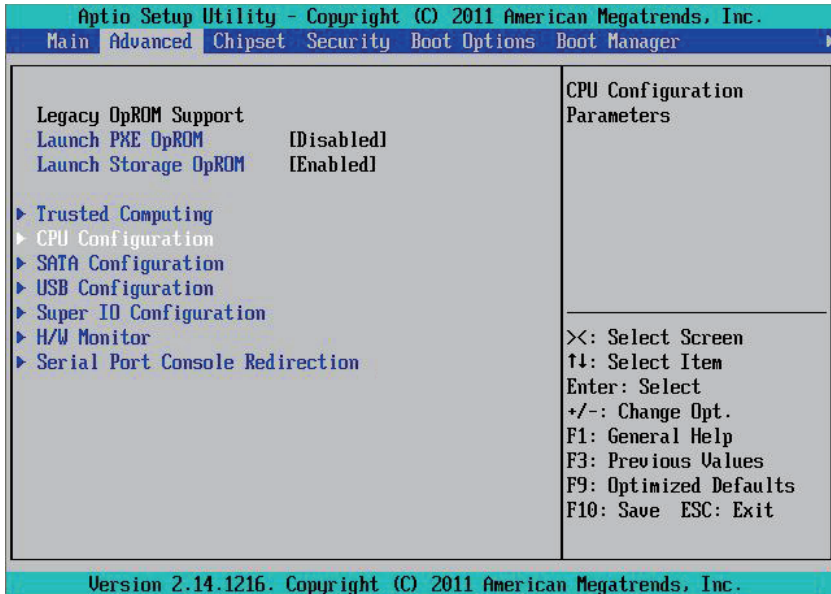 Aptio Setup Utility - Copyright (C) 2011 American Megatrends, Inc.
Main Advanced Chipset Security Boot Options Boot Manager
Legacy OpROM Support
Launch PXE OpROM [Disabled]
Launch Storage OpROM [Enabled]
Trusted Computing
CPU Configuration
SATA Configuration
USB Configuration
Super IO Configuration
H/W Monitor
Serial Port Console Redirection
CPU Configuration
Parameters
><: Select Screen
↑↓: Select Item
Enter: Select
+/-: Change Opt.
F1: General Help
F3: Previous Values
F9: Optimized Defaults
F10: Save ESC: Exit
Version 2.14.1216. Copyright (C) 2011 American Megatrends, Inc.